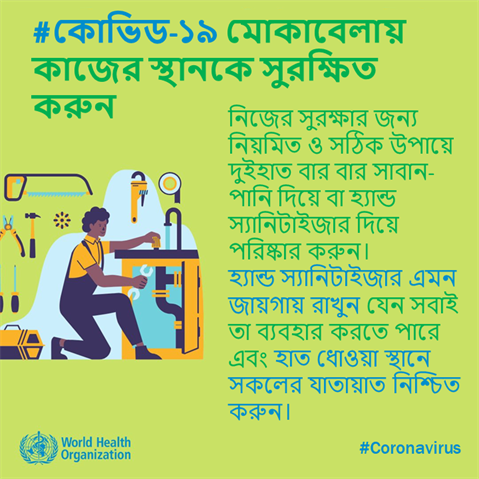 #কোভিড-১৯ মোকাবেলায়
কাজের স্থানকে সুরক্ষিত
করুন
নিজের সুরক্ষার জন্য
নিয়মিত ও সঠিক উপায়ে
দুইহাত বার বার সাবান-
পানি দিয়ে বা হ্যান্ড
স্যানিটাইজার দিয়ে
পরিষ্কার করুন।
হ্যান্ড স্যানিটাইজার এমন
জায়গায় রাখুন যেন সবাই
তা ব্যবহার করতে পারে
এবং হাত ধোওয়া স্থানে
সকলের যাতায়াত নিশ্চিত
করুন।
World Health
Organization
#Coronavirus